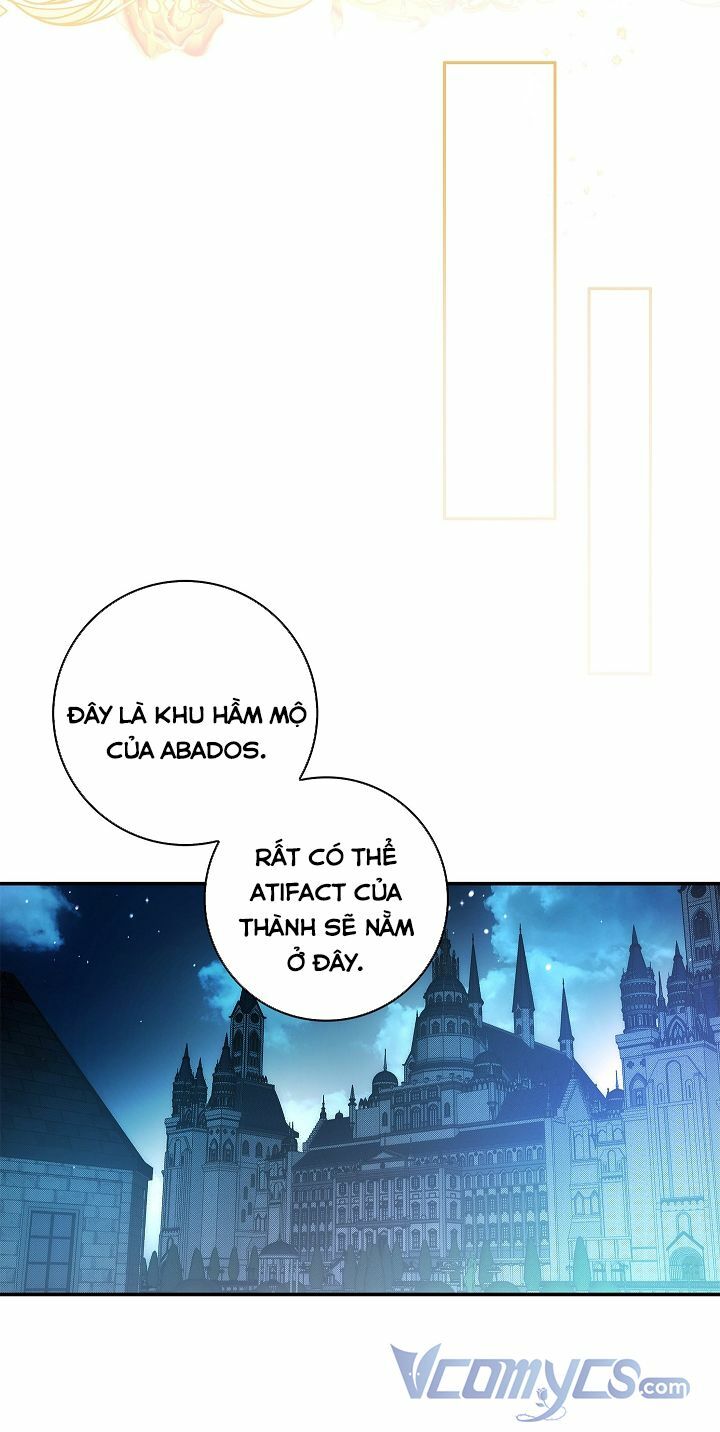 ĐÂY LÀ KHU HẦM MỘ
CỦA ABADOS.
RẤT CÓ THỂ
ATIFACT CỦA
THÀNH SẼ NẰM
Ở ĐÂY.
VCOMYCS.com